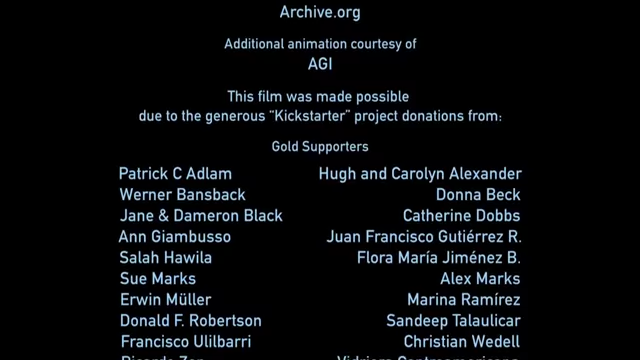 Archive.org
Additional animation courtesy of
AGI
This film was made possible
due to the generous "Kickstarter" project donations from:
Gold Supporters
Patrick C Adlam Hugh and Carolyn Alexander
Werner Bansback Donna Beck
Jane & Dameron Black Catherine Dobbs
Ann Giambusso Juan Francisco Gutiérrez R.
Salah Hawila Flora María Jiménez B.
Sue Marks Alex Marks
Erwin Müller Marina Ramírez
Donald F. Robertson Sandeep Talaulicar
Francisco Ulilbarri Christian Wedell